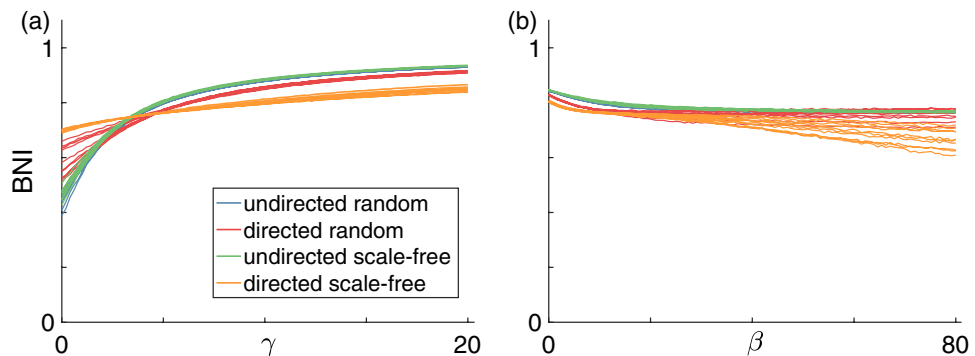 (a)
(b)
1
1
BNI
undirected random
directed random
undirected scale-free
directed scale-free
0
0
0
γ
20
0
β
80